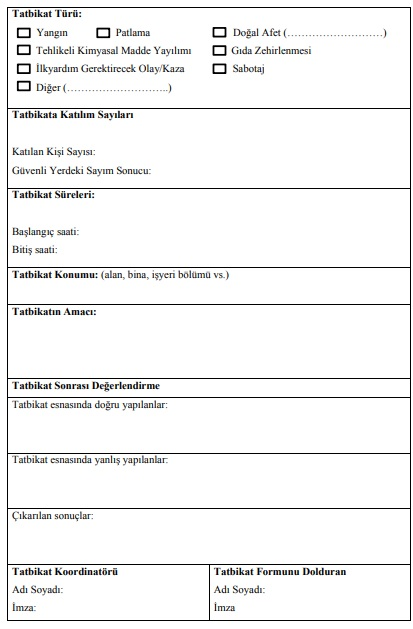 Tatbikat Türü:
Yangın Patlama Doğal Afet (………………………)
Tehlikeli Kimyasal Madde Yayılımı Gıda Zehirlenmesi
İlkyardım Gerektirecek Olay/Kaza Sabotaj
Diğer (………………………..)
Tatbikata Katılım Sayıları
Katılan Kişi Sayısı:
Güvenli Yerdeki Sayım Sonucu:
Tatbikat Süreleri:
Başlangıç saati:
Bitiş saati:
Tatbikat Konumu: (alan, bina, işyeri bölümü vs.)
Tatbikatın Amacı:
Tatbikat Sonrası Değerlendirme
Tatbikat esnasında doğru yapılanlar:
Tatbikat esnasında yanlış yapılanlar:
Çıkarılan sonuçlar:
Tatbikat Koordinatörü Tatbikat Formunu Dolduran
Adı Soyadı: Adı Soyadı:
İmza: İmza